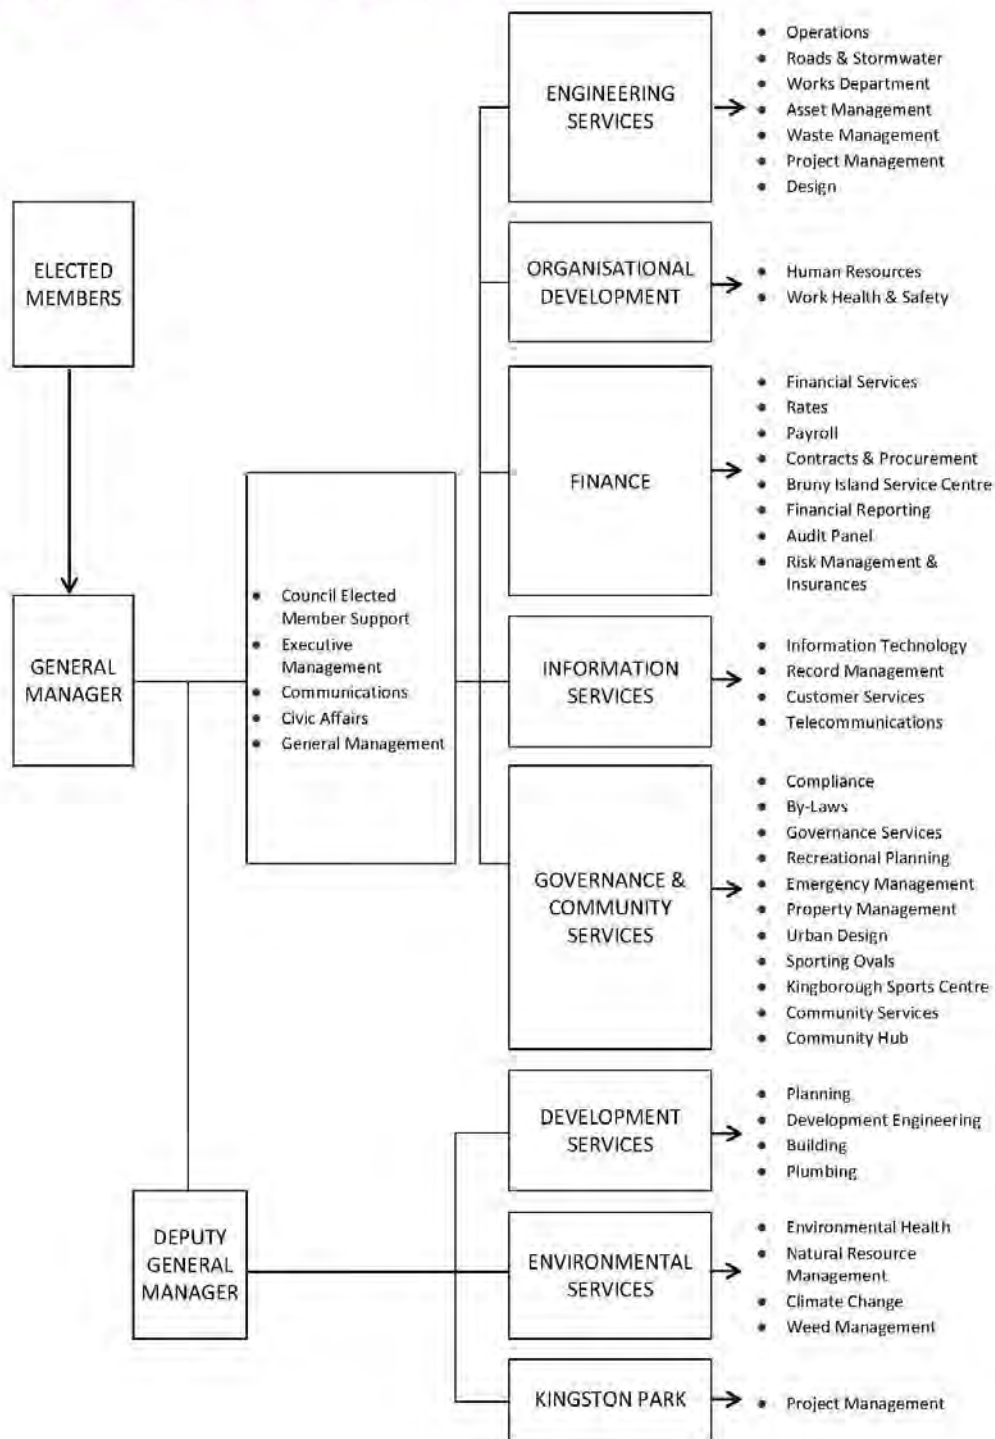 ELECTED
MEMBERS
GENERAL
MANAGER
• Council Elected
Member Support
• Executive
Management
• Communications
• Civic Affairs
• General Management
DEPUTY
GENERAL
MANAGER
ENGINEERING
SERVICES
• Operations
• Roads & Stormwater
• Works Department
• Asset Management
• Waste Management
• Project Management
• Design
ORGANISATIONAL
DEVELOPMENT
• Human Resources
• Work Health & Safety
FINANCE
• Financial Services
• Rates
• Payroll
• Contracts & Procurement
• Bruny Island Service Centre
• Financial Reporting
• Audit Panel
• Risk Management &
Insurances
INFORMATION
SERVICES
• Information Technology
• Record Management
• Customer Services
• Telecommunications
GOVERNANCE &
COMMUNITY
SERVICES
• Compliance
• By-Laws
• Governance Services
• Recreational Planning
• Emergency Management
• Property Management
• Urban Design
• Sporting Ovals
• Kingborough Sports Centre
• Community Services
• Community Hub
DEVELOPMENT
SERVICES
• Planning
• Development Engineering
• Building
• Plumbing
ENVIRONMENTAL
SERVICES
• Environmental Health
• Natural Resource
Management
• Climate Change
• Weed Management
KINGSTON PARK
• Project Management